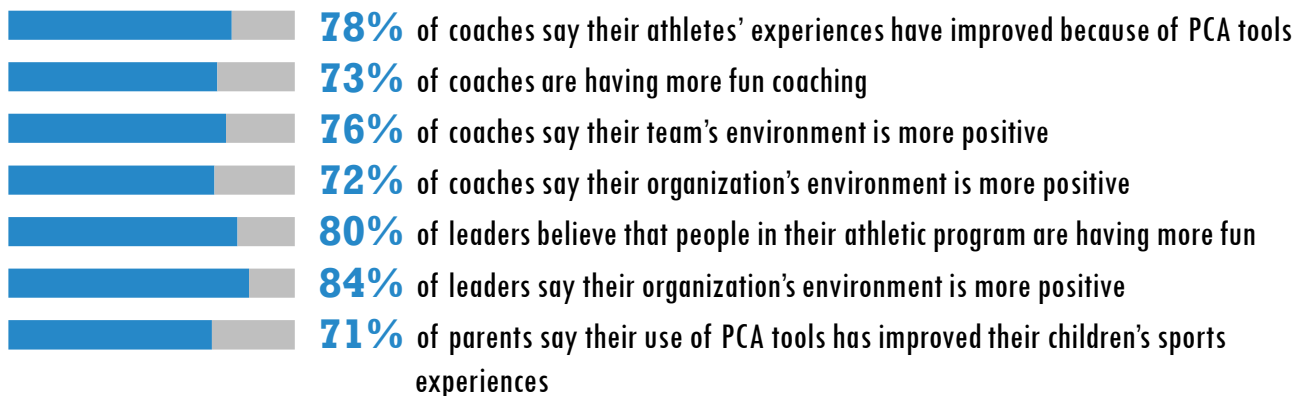 78% of coaches say their athletes’ experiences have improved because of PCA tools
73% of coaches are having more fun coaching
76% of coaches say their team’s environment is more positive
72% of coaches say their organization’s environment is more positive
80% of leaders believe that people in their athletic program are having more fun
84% of leaders say their organization’s environment is more positive
71% of parents say their use of PCA tools has improved their children’s sports
experiences